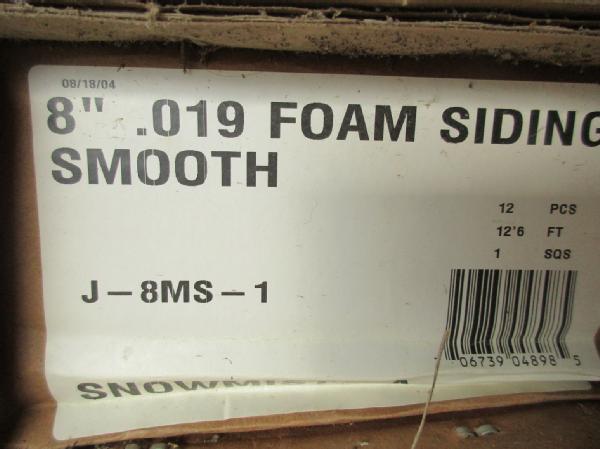 08/18/04
8" .019 FOAM SIDING
SMOOTH
12 PCS
12'6 FT
1 SQS
J-8MS-1
06739 04898 5